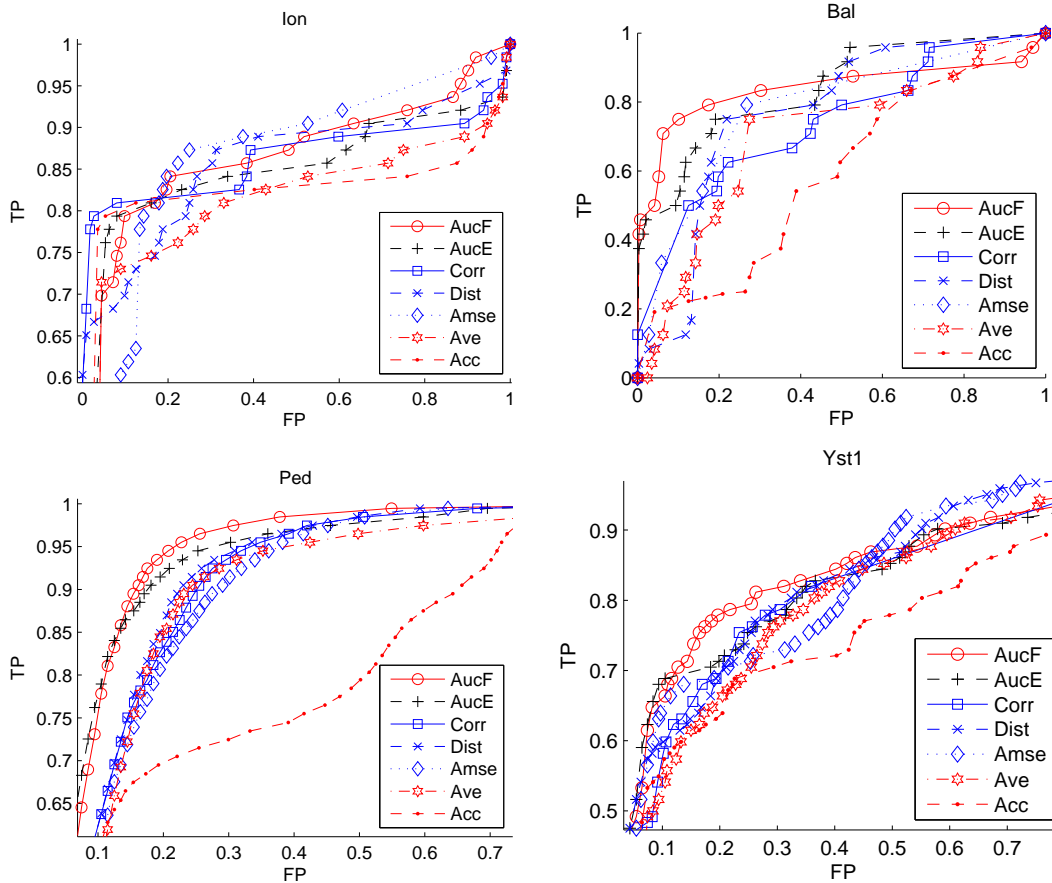 Ion
1
0.95
0.9
0.85
0.8
0.75
0.7
0.65
0.6
TP
0 0.2 0.4 0.6 0.8 1
FP
AucF
AucE
Corr
Dist
Amse
Ave
Acc
Bal
1
0.8
0.6
0.4
0.2
0
TP
0 0.2 0.4 0.6 0.8 1
FP
AucF
AucE
Corr
Dist
Amse
Ave
Acc
Ped
1
0.95
0.9
0.85
0.8
0.75
0.7
0.65
TP
0.1 0.2 0.3 0.4 0.5 0.6 0.7
FP
AucF
AucE
Corr
Dist
Amse
Ave
Acc
Yst1
0.9
0.8
0.7
0.6
0.5
TP
0.1 0.2 0.3 0.4 0.5 0.6 0.7
FP
AucF
AucE
Corr
Dist
Amse
Ave
Acc